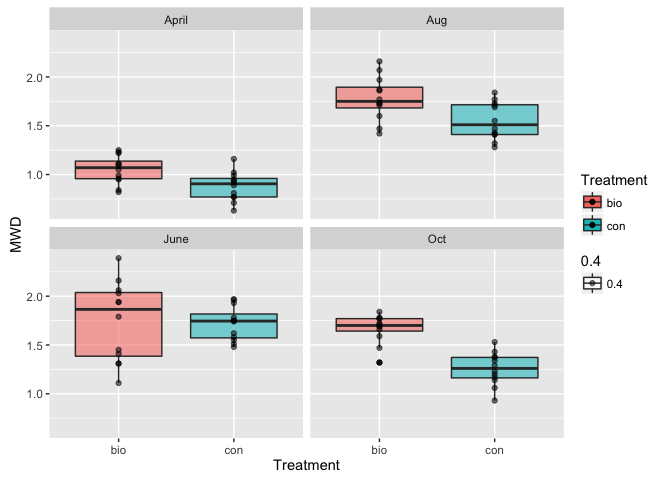 April
Aug
2.0
1.5
1.0
June
Oct
2.0
1.5
1.0
MWD
bio
con
bio
con
Treatment
Treatment
bio
con
0.4
0.4